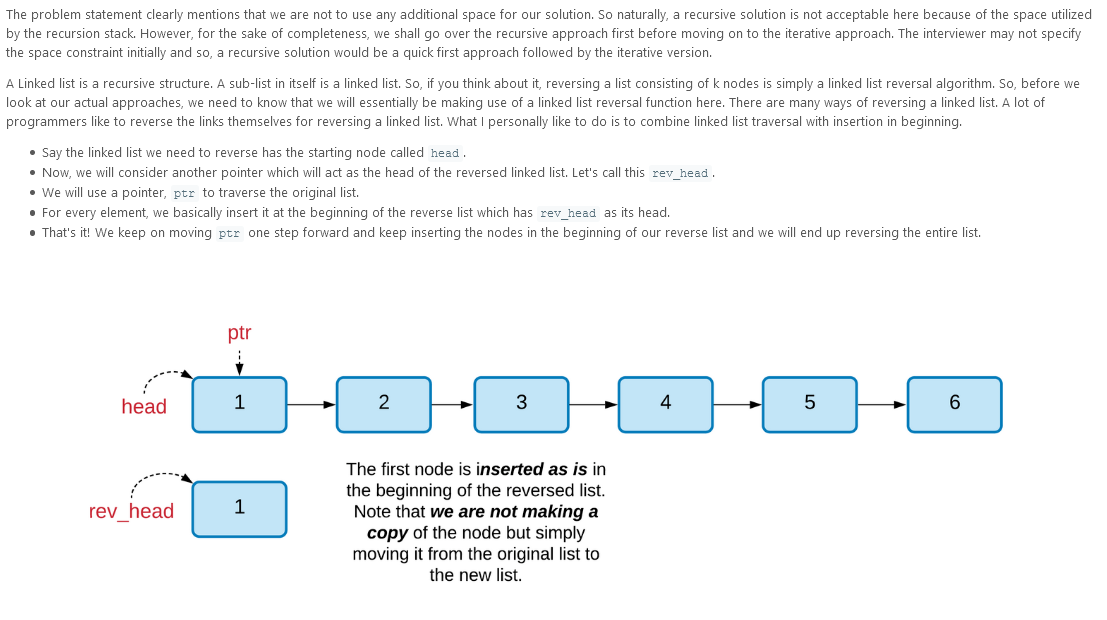 The problem statement clearly mentions that we are not to use any additional space for our solution. So naturally, a recursive solution is not acceptable here because of the space utilized
by the recursion stack. However, for the sake of completeness, we shall go over the recursive approach first before moving on to the iterative approach. The interviewer may not specify
the space constraint initially and so, a recursive solution would be a quick first approach followed by the iterative version.
A Linked list is a recursive structure. A sub-list in itself is a linked list. So, if you think about it, reversing a list consisting of k nodes is simply a linked list reversal algorithm. So, before we
look at our actual approaches, we need to know that we will essentially be making use of a linked list reversal function here. There are many ways of reversing a linked list. A lot of
programmers like to reverse the links themselves for reversing a linked list. What I personally like to do is to combine linked list traversal with insertion in beginning.
• Say the linked list we need to reverse has the starting node called head.
• Now, we will consider another pointer which will act as the head of the reversed linked list. Let's call this rev_head.
• We will use a pointer, ptr to traverse the original list.
• For every element, we basically insert it at the beginning of the reverse list which has rev_head as its head.
• That's it! We keep on moving ptr one step forward and keep inserting the nodes in the beginning of our reverse list and we will end up reversing the entire list.
ptr
head 1 2 3 4 5 6
rev_head 1
The first node is inserted as is in
the beginning of the reversed list.
Note that we are not making a
copy of the node but simply
moving it from the original list to
the new list.